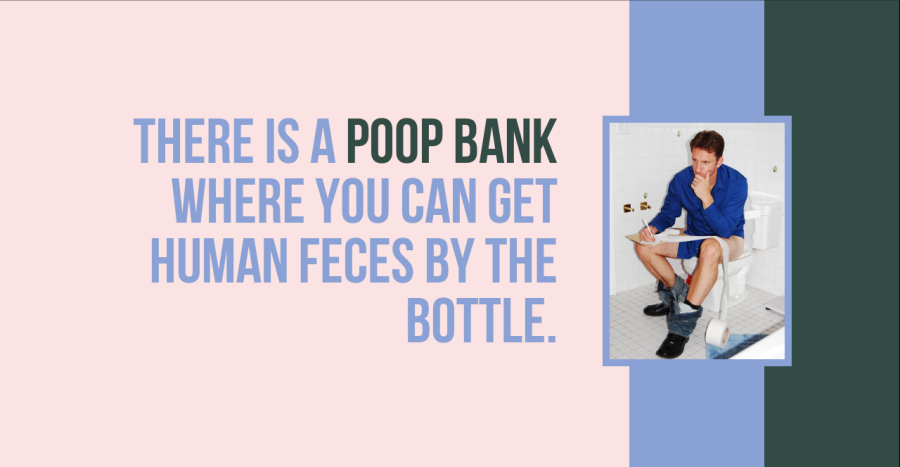 THERE IS A POOP BANK
WHERE YOU CAN GET
HUMAN FECES BY THE
BOTTLE.